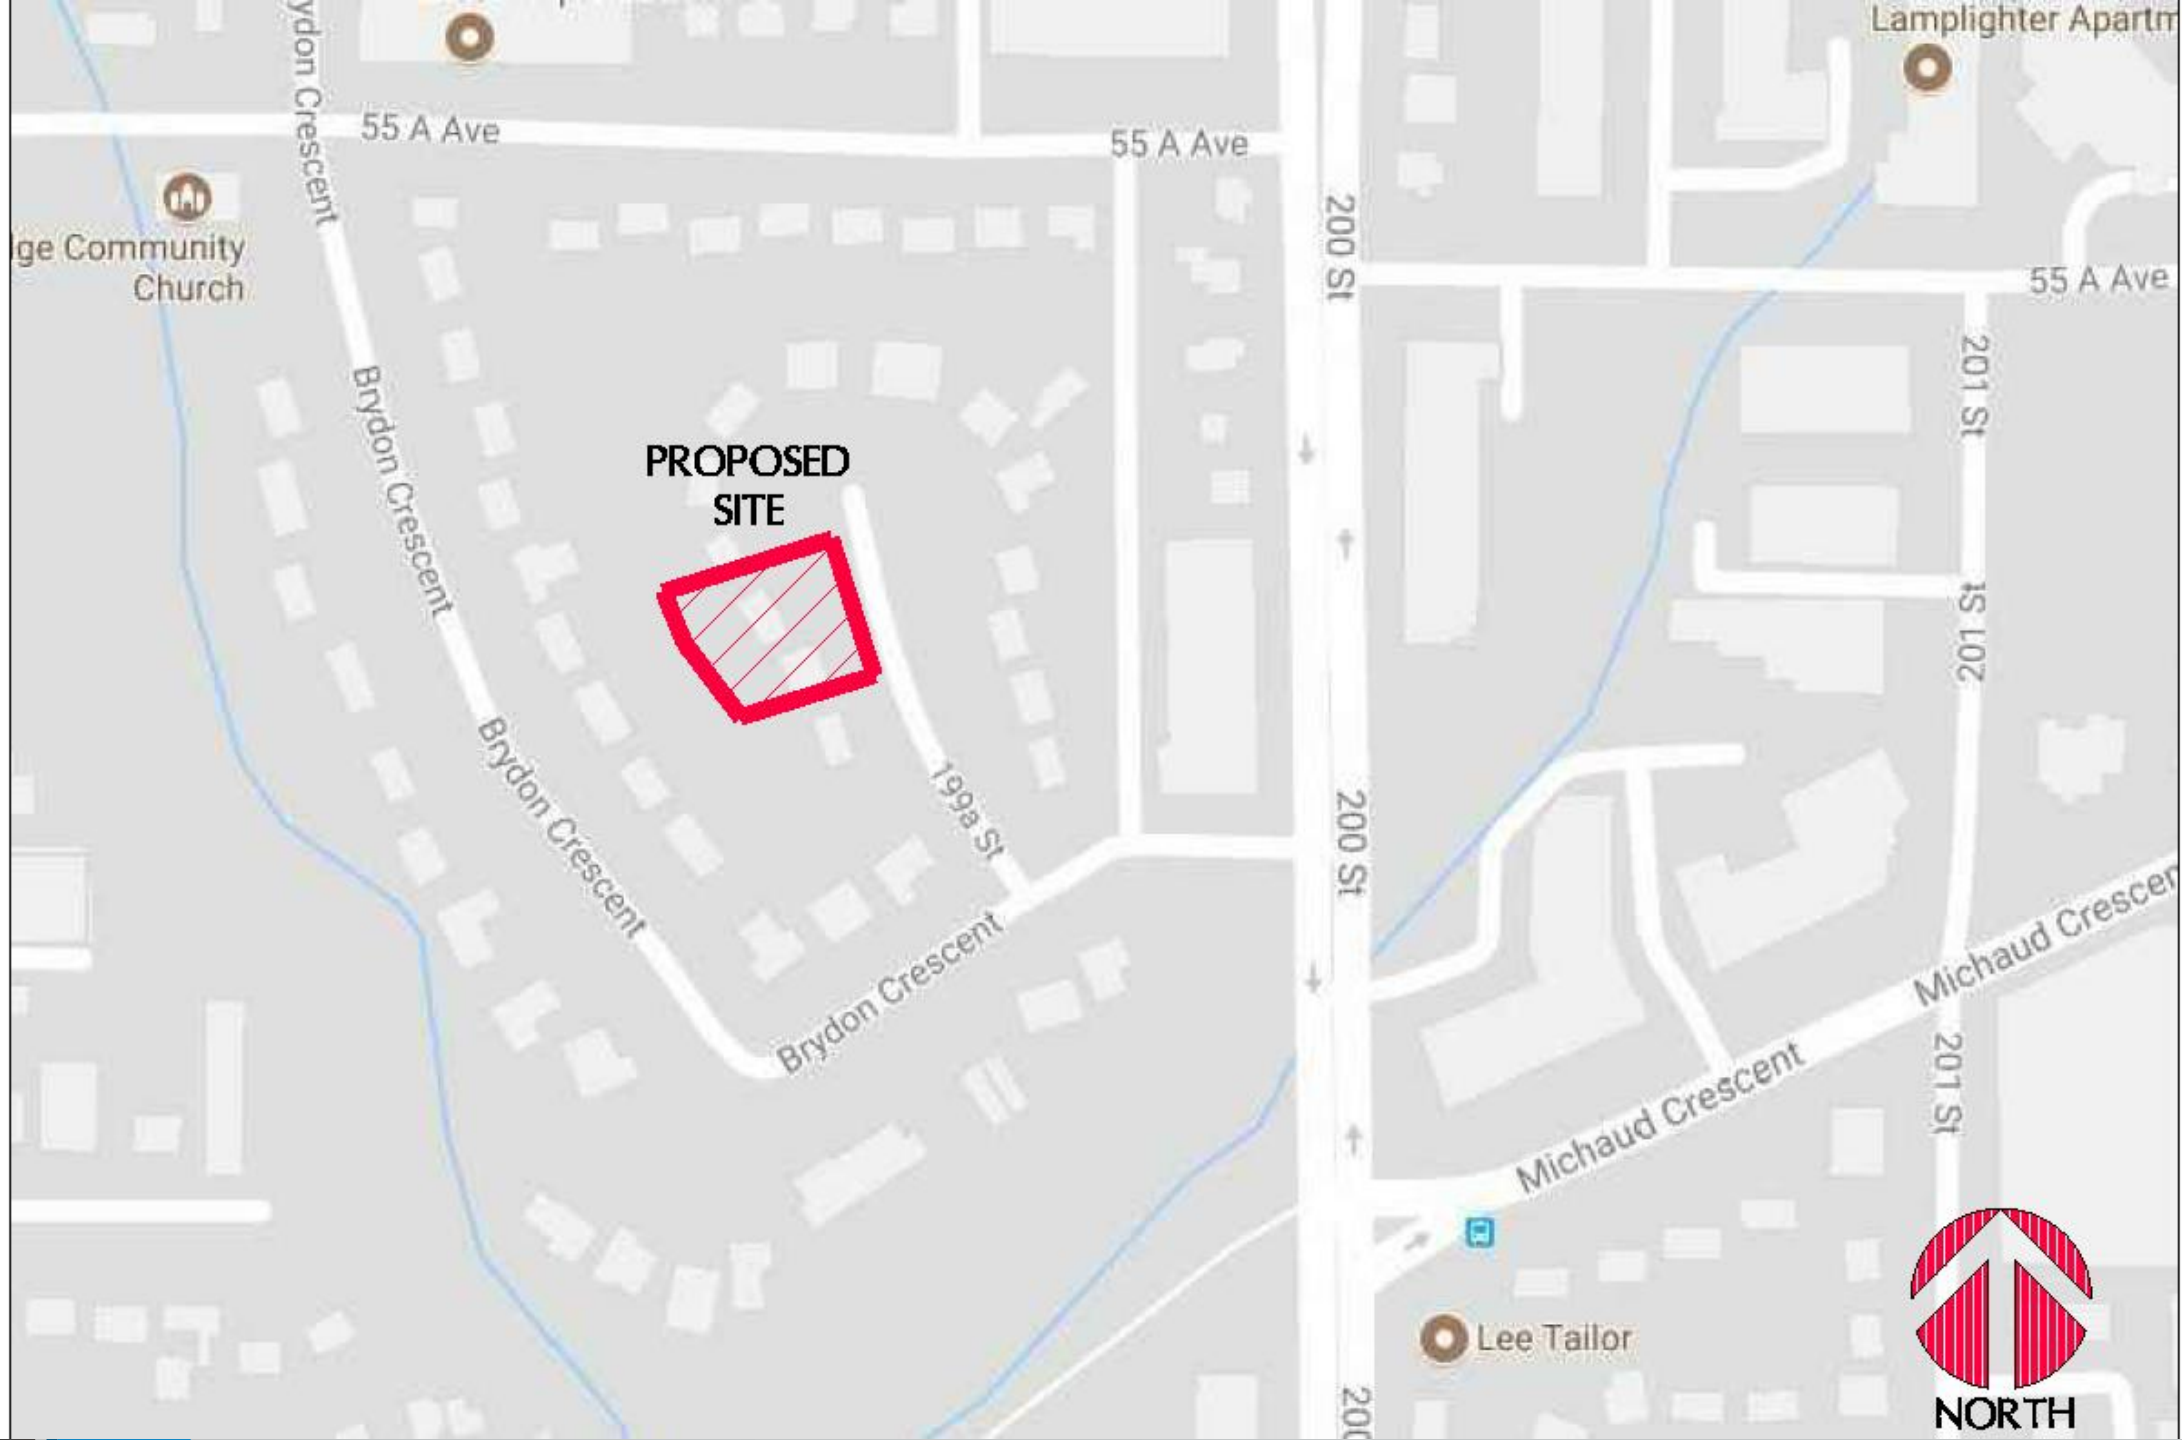 Lamplighter Apartm
ydon Crescent
55 A Ave
55 A Ave
lge Community
Church
200 St
55 A Ave
201 St
Brydon Crescent
PROPOSED
SITE
201 St
Brydon Crescent
199a St
200 St
Brydon Crescent
Michaud Crescen
Michaud Crescent
201 St
Lee Tailor
200
NORTH